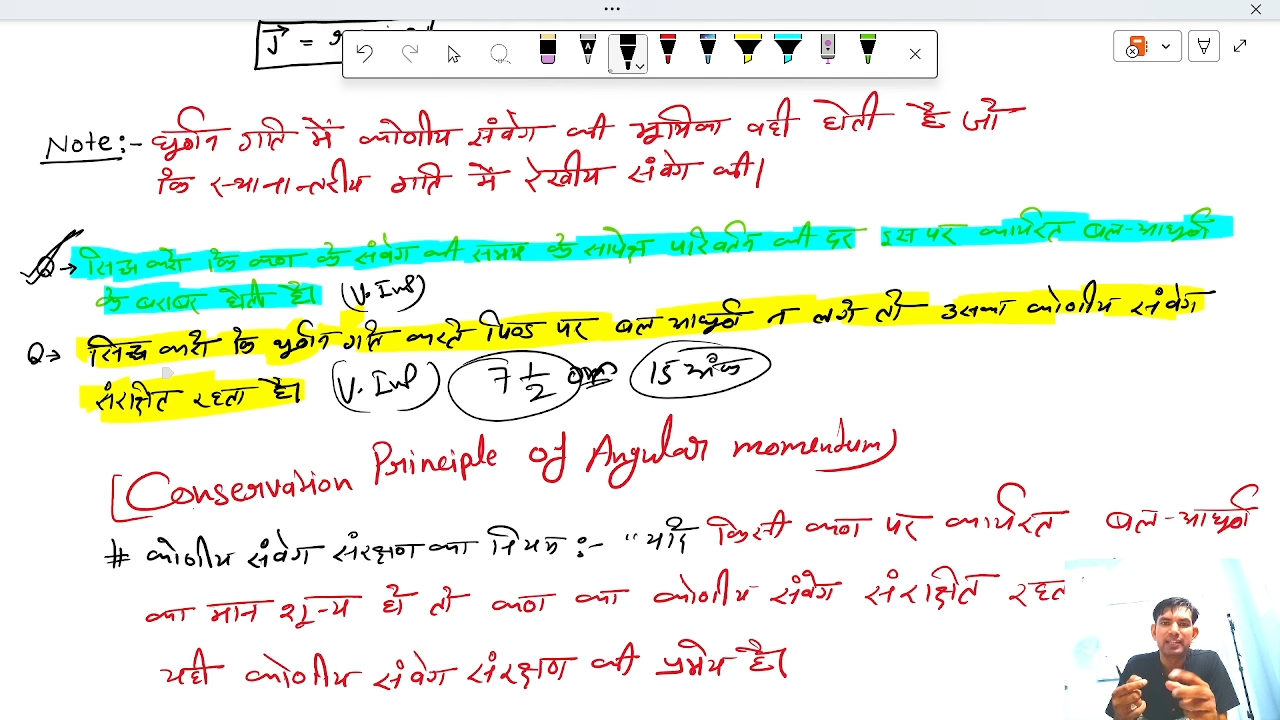 J =
Note:- घूर्णन गति में कोणीय संवेग की भूमिका वही होती है जो
कि स्थानान्तरीय गति में रेखीय संवेग की।
Q→ सिद्ध करो कि कण के संवेग की समय के सापेक्ष परिवर्तन की दर इस पर कार्यरत बल-आघूर्ण
के बराबर होती है। (V. Imp)
Q→ सिद्ध करो कि घूर्णन गति करते पिण्ड पर बल आघूर्ण न लगे तो उसका कोणीय संवेग
संरक्षित रहता है। (V. Imp) 7 1/2 15 अंक
[Conservation Principle of Angular momentum)
# कोणीय संवेग संरक्षण का नियम :- "यदि किसी कण पर कार्यरत बल-आघूर्ण
का मान शून्य हो तो कण का कोणीय संवेग संरक्षित रहत
यही कोणीय संवेग संरक्षण की प्रमेय है।